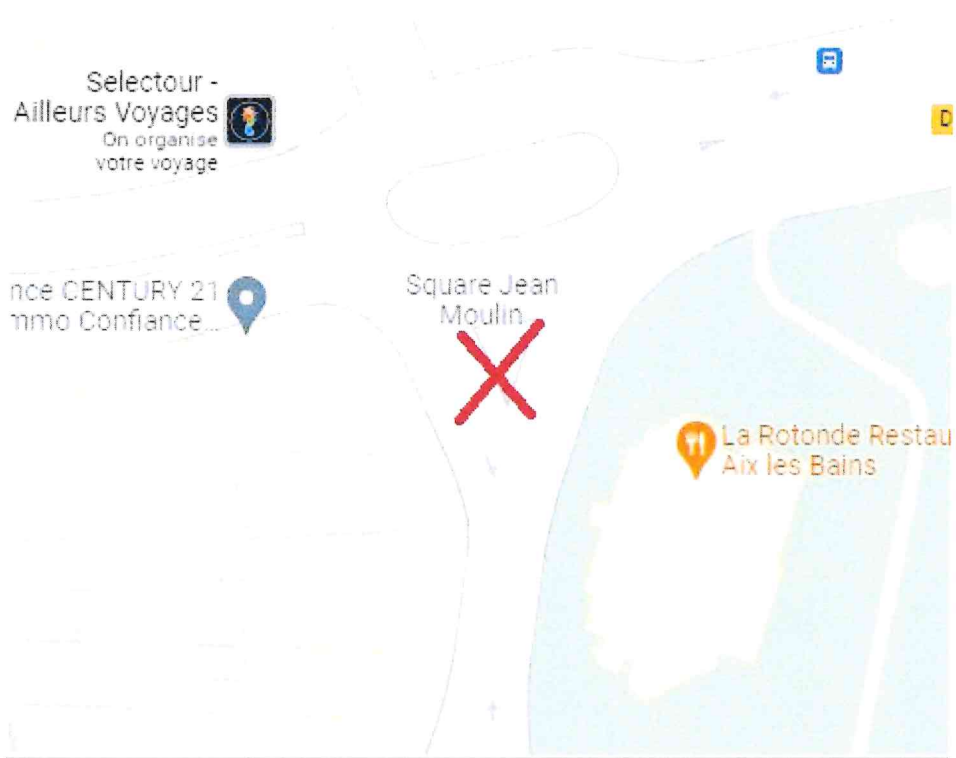 Selectour -
Ailleurs Voyages
On organise
votre voyage
D
nce CENTURY 21
mmo Confiance...
Square Jean
Moulin
La Rotonde Restau
Aix les Bains